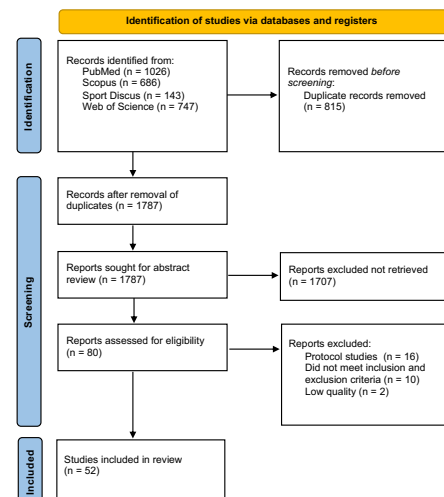 Identification of studies via databases and registers
Identification
Records identified from:
PubMed (n = 1026)
Scopus (n = 686)
Sport Discus (n = 143)
Web of Science (n = 747)
Records removed before
screening:
Duplicate records removed
(n = 815)
Screening
Records after removal of
duplicates (n = 1787)
Reports sought for abstract
review (n = 1787)
Reports excluded not retrieved
(n = 1707)
Reports assessed for eligibility
(n = 80)
Reports excluded:
Protocol studies (n = 16)
Did not meet inclusion and
exclusion criteria (n = 10)
Low quality (n = 2)
Included
Studies included in review
(n = 52)